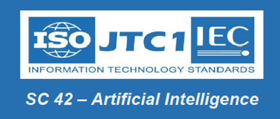 ISO JTC1 IEC
INFORMATION TECHNOLOGY STANDARDS
SC 42 – Artificial Intelligence